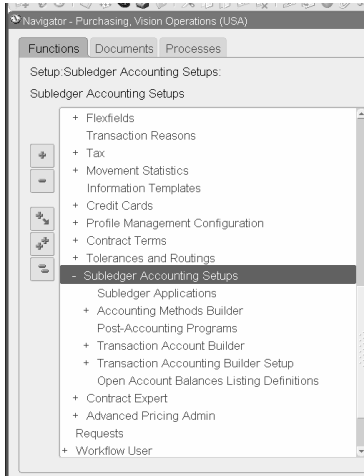 Navigator - Purchasing, Vision Operations (USA)
Functions Documents Processes
Setup:Subledger Accounting Setups:
Subledger Accounting Setups
+ Flexfields
Transaction Reasons
+ Tax
+ Movement Statistics
Information Templates
+ Credit Cards
+ Profile Management Configuration
+ Contract Terms
+ Tolerances and Routings
- Subledger Accounting Setups
Subledger Applications
+ Accounting Methods Builder
Post-Accounting Programs
+ Transaction Account Builder
+ Transaction Accounting Builder Setup
Open Account Balances Listing Definitions
+ Contract Expert
+ Advanced Pricing Admin
Requests
+ Workflow User